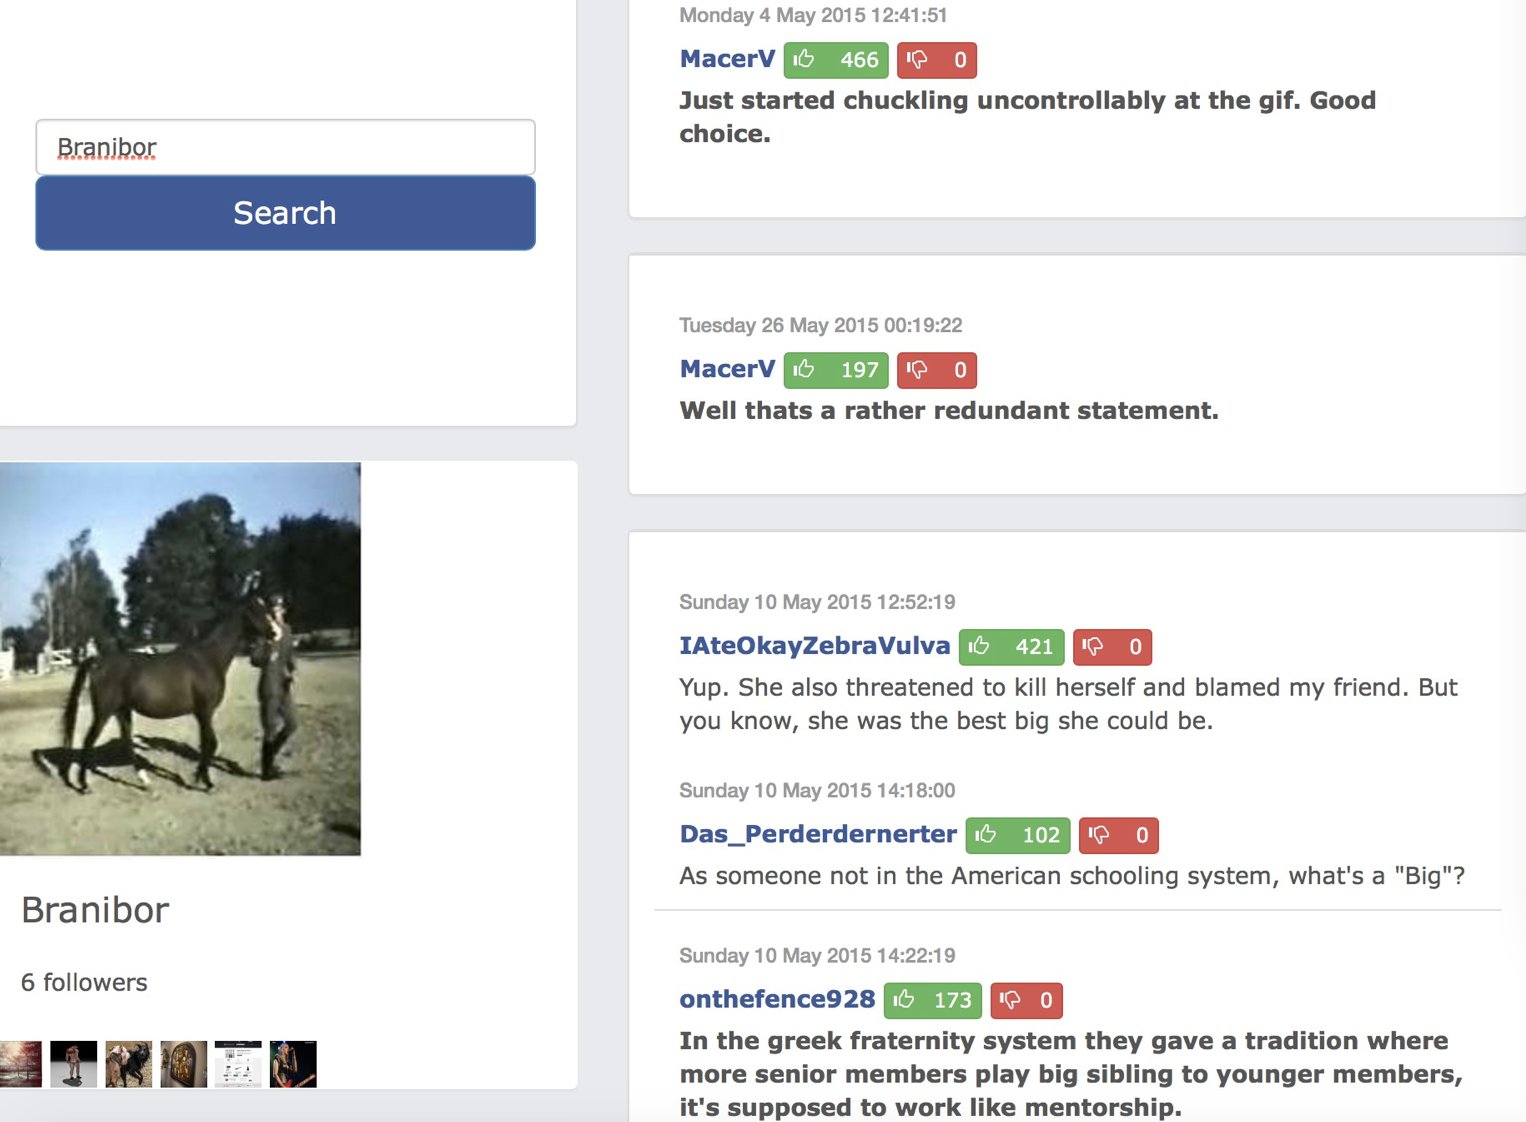 Branibor
Search
Branibor
6 followers
Monday 4 May 2015 12:41:51
MacerV 466 0
Just started chuckling uncontrollably at the gif. Good
choice.
Tuesday 26 May 2015 00:19:22
MacerV 197 0
Well thats a rather redundant statement.
Sunday 10 May 2015 12:52:19
IAteOkayZebraVulva 421 0
Yup. She also threatened to kill herself and blamed my friend. But
you know, she was the best big she could be.
Sunday 10 May 2015 14:18:00
Das_Perderdernerter 102 0
As someone not in the American schooling system, what's a "Big"?
Sunday 10 May 2015 14:22:19
onthefence928 173 0
In the greek fraternity system they gave a tradition where
more senior members play big sibling to younger members,
it's supposed to work like mentorship.